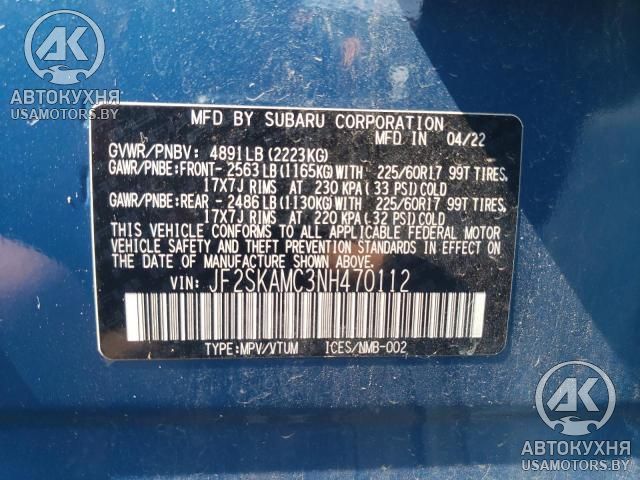 AK
АВТОКУХНЯ
USAMOTORS.BY
MFD BY SUBARU CORPORATION
MFD IN 04/22
GVWR/PNBV: 4891LB(2223KG)
GAWR/PNBE:FRONT-2563LB(1165KG)WITH 225/60R17 99T TIRES,
17X7J RIMS AT 230 KPA(33 PSI)COLD
GAWR/PNBE:REAR -2486LB(1130KG)WITH 225/60R17 99T TIRES,
17X7J RIMS AT 220 KPA(32 PSI)COLD
THIS VEHICLE CONFORMS TO ALL APPLICABLE FEDERAL MOTOR
VEHICLE SAFETY AND THEFT PREVENTION STANDARDS IN EFFECT
ON THE DATE OF MANUFACTURE SHOWN ABOVE.
VIN: JF2SKAMC3NH470112
TYPE:MPV/VTUM ICES/NMB-002
AK
АВТОКУХНЯ
USAMOTORS.BY